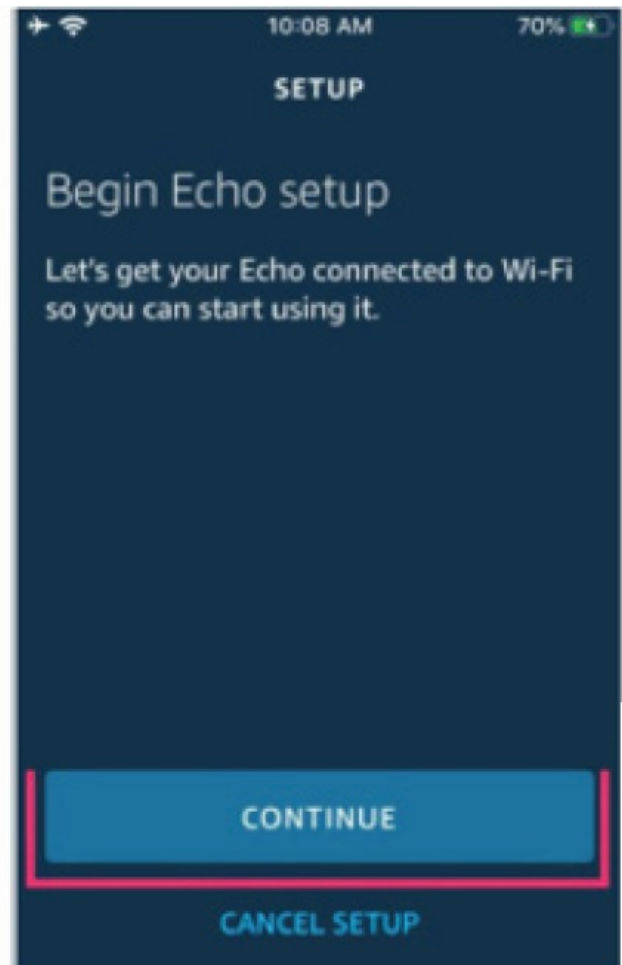 10:08 AM 70%
SETUP
Begin Echo setup
Let's get your Echo connected to Wi-Fi
so you can start using it.
CONTINUE
CANCEL SETUP